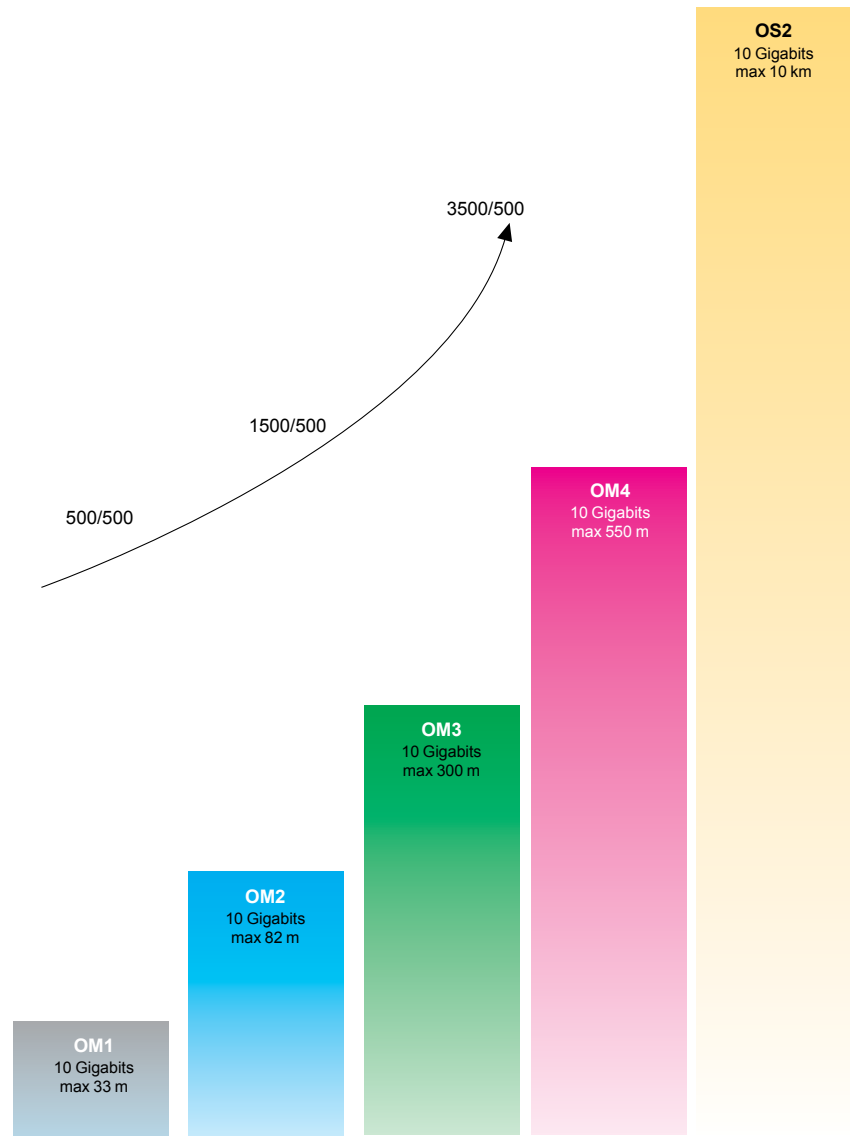 OS2
10 Gigabits
max 10 km
3500/500
1500/500
500/500
OM4
10 Gigabits
max 550 m
OM3
10 Gigabits
max 300 m
OM2
10 Gigabits
max 82 m
OM1
10 Gigabits
max 33 m